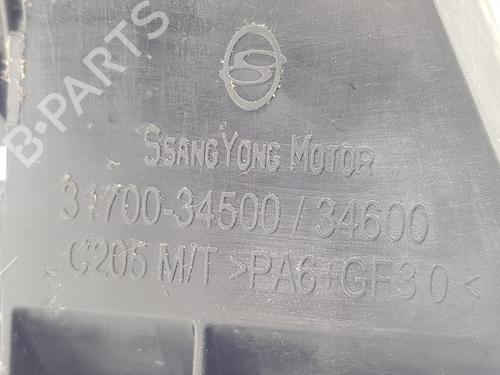 B-PARTS
SSANGYONG MOTOR
31700-34500 / 34600
C205 M/T >PA6+GF30<